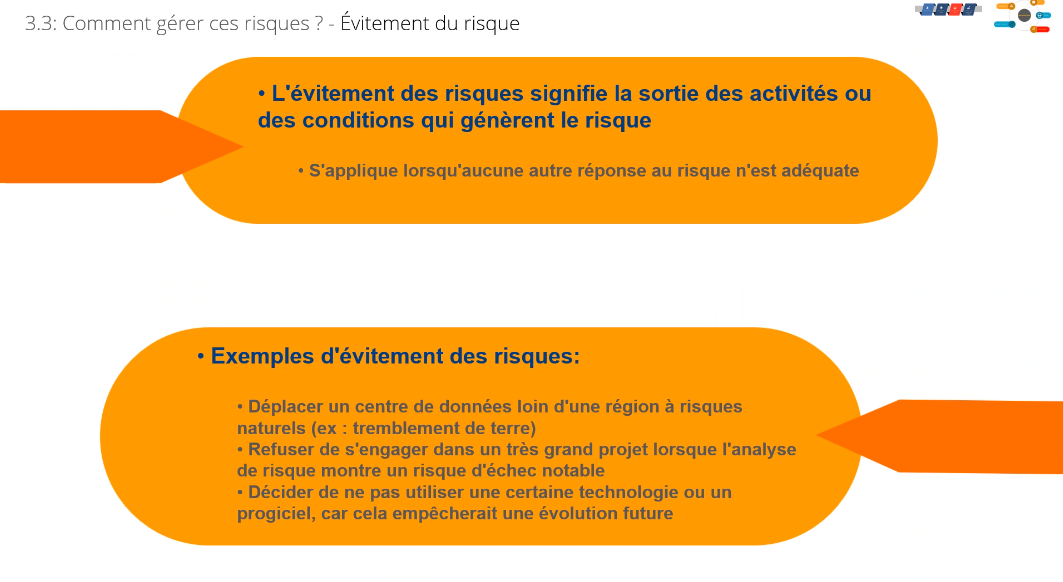 3.3: Comment gérer ces risques ? - Évitement du risque
• L'évitement des risques signifie la sortie des activités ou
des conditions qui génèrent le risque
• S'applique lorsqu'aucune autre réponse au risque n'est adéquate
• Exemples d'évitement des risques:
• Déplacer un centre de données loin d'une région à risques
naturels (ex : tremblement de terre)
• Refuser de s'engager dans un très grand projet lorsque l'analyse
de risque montre un risque d'échec notable
• Décider de ne pas utiliser une certaine technologie ou un
progiciel, car cela empêcherait une évolution future